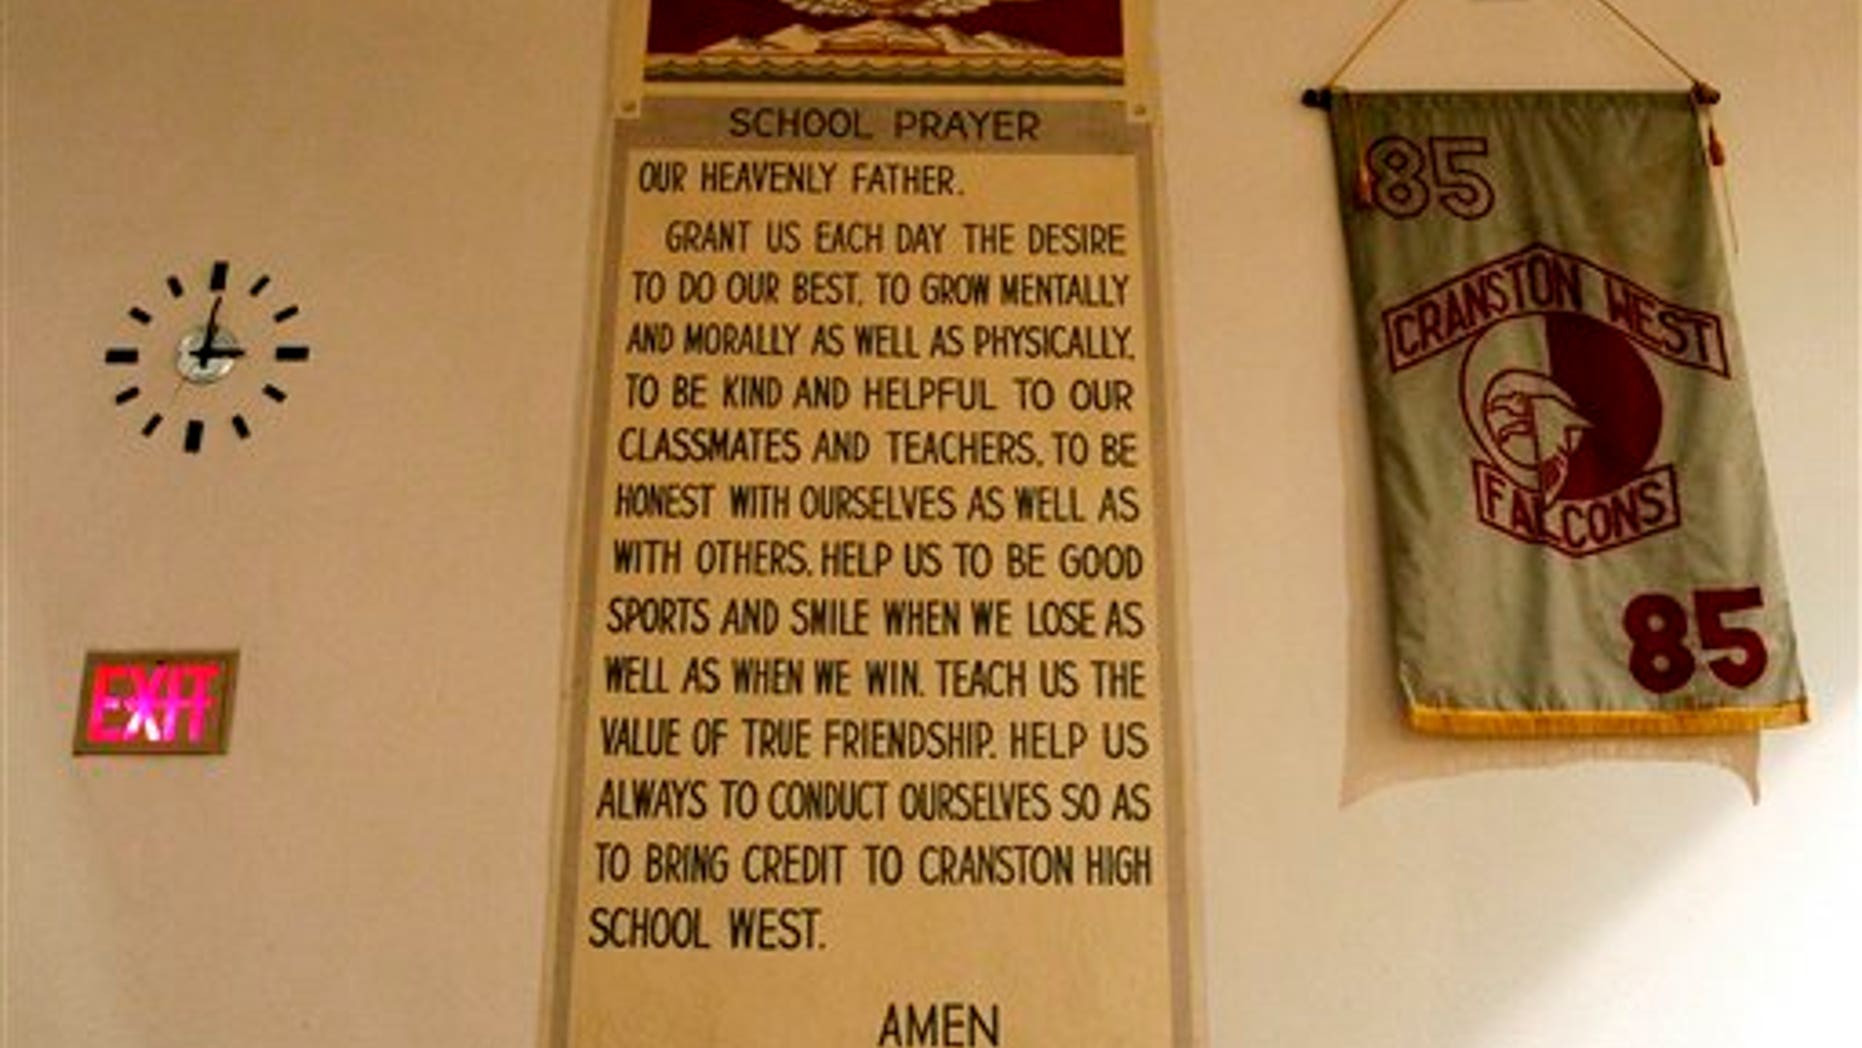 SCHOOL PRAYER
OUR HEAVENLY FATHER.
GRANT US EACH DAY THE DESIRE
TO DO OUR BEST, TO GROW MENTALLY
AND MORALLY AS WELL AS PHYSICALLY,
TO BE KIND AND HELPFUL TO OUR
CLASSMATES AND TEACHERS, TO BE
HONEST WITH OURSELVES AS WELL AS
WITH OTHERS. HELP US TO BE GOOD
SPORTS AND SMILE WHEN WE LOSE AS
WELL AS WHEN WE WIN. TEACH US THE
VALUE OF TRUE FRIENDSHIP. HELP US
ALWAYS TO CONDUCT OURSELVES SO AS
TO BRING CREDIT TO CRANSTON HIGH
SCHOOL WEST.
AMEN
EXIT
85
CRANSTON WEST
FALCONS
85